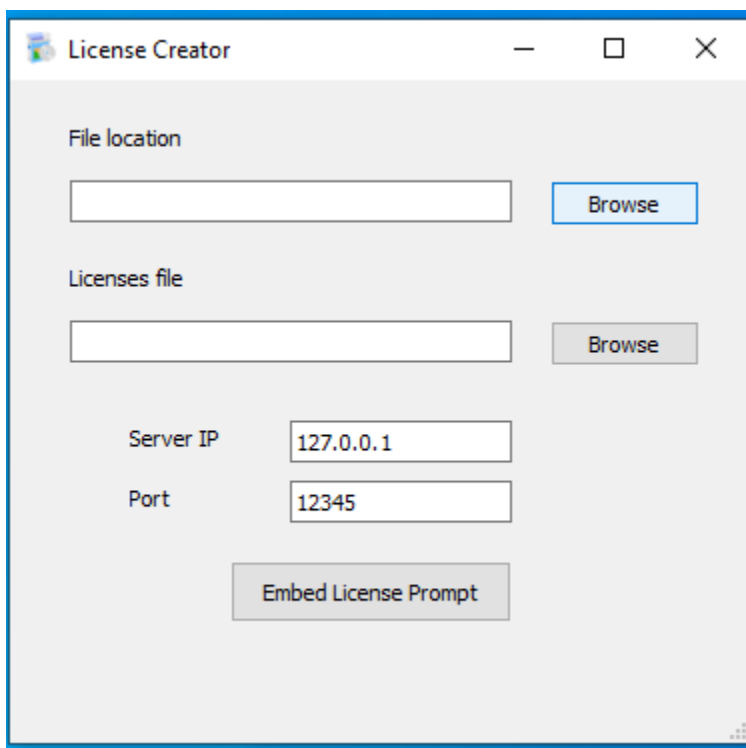 License Creator
File location
Browse
Licenses file
Browse
Server IP 127.0.0.1
Port 12345
Embed License Prompt